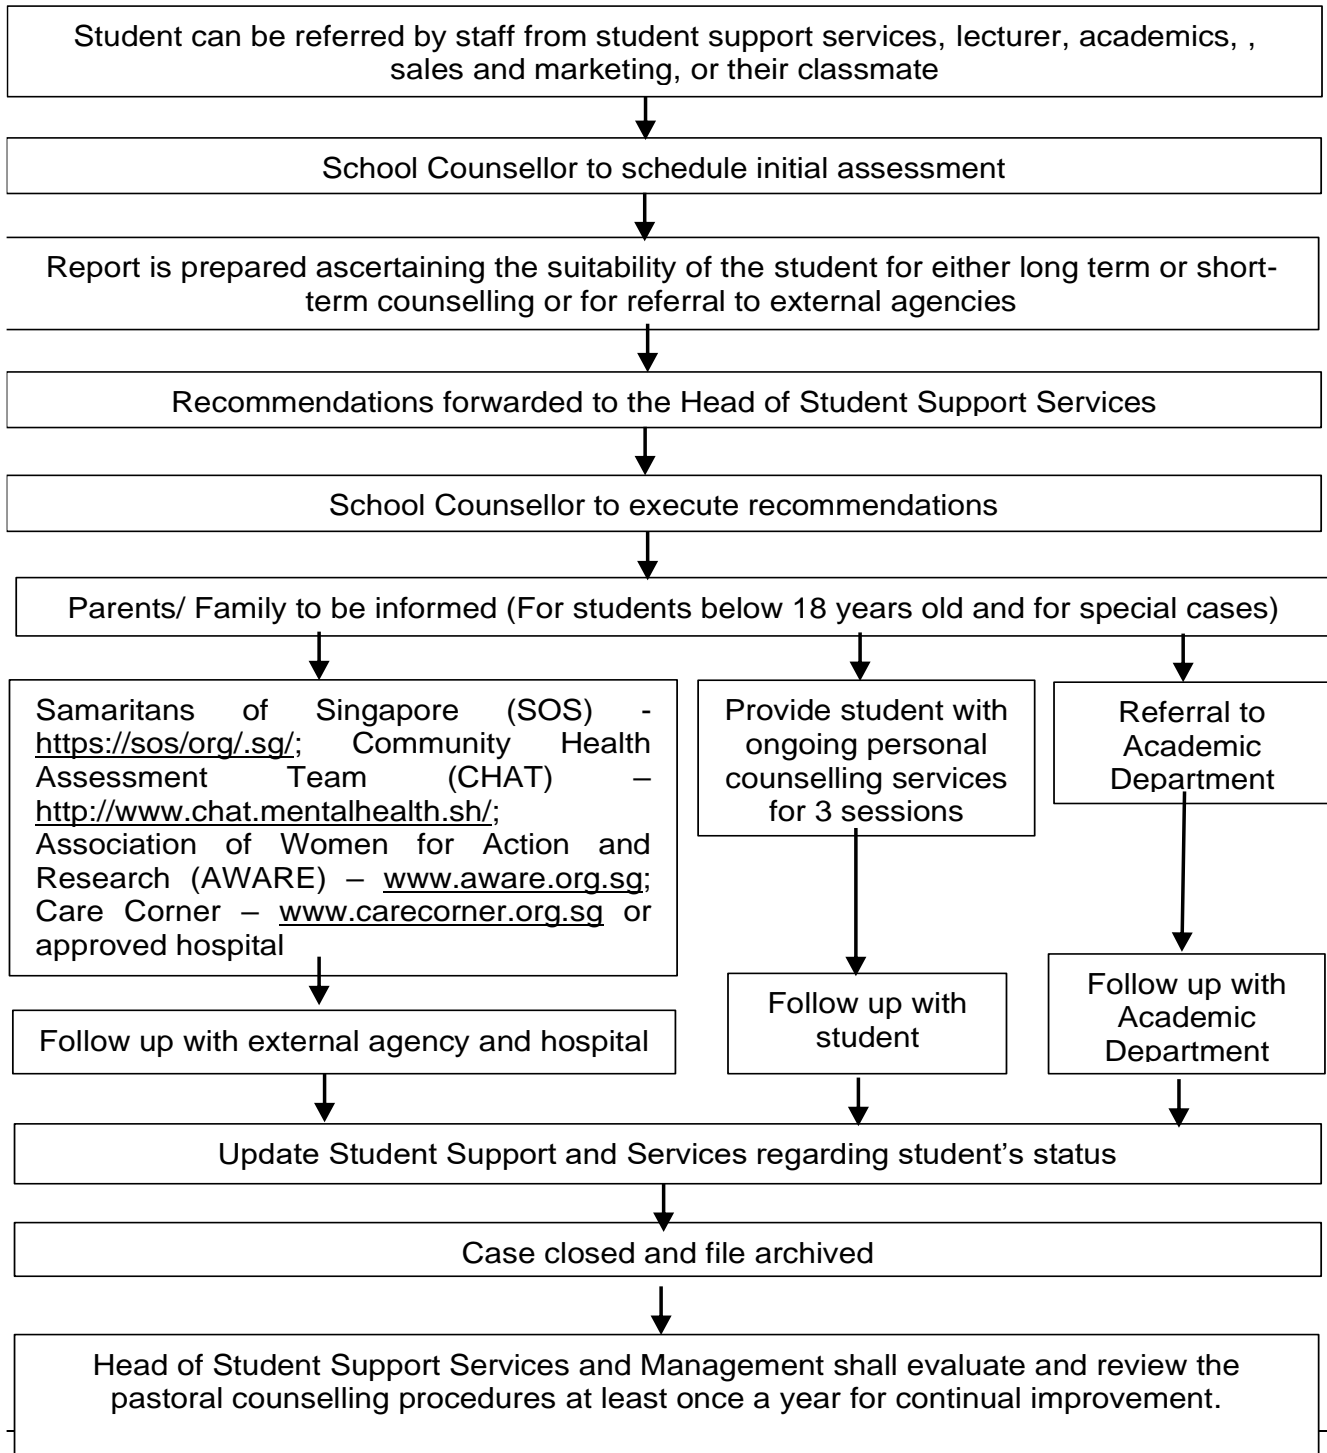 Student can be referred by staff from student support services, lecturer, academics, ,
sales and marketing, or their classmate
School Counsellor to schedule initial assessment
Report is prepared ascertaining the suitability of the student for either long term or short-
term counselling or for referral to external agencies
Recommendations forwarded to the Head of Student Support Services
School Counsellor to execute recommendations
Parents/ Family to be informed (For students below 18 years old and for special cases)
Samaritans of Singapore (SOS) -
https://sos/org/.sg/; Community Health
Assessment Team (CHAT) –
http://www.chat.mentalhealth.sh/;
Association of Women for Action and
Research (AWARE) – www.aware.org.sg;
Care Corner – www.carecorner.org.sg or
approved hospital
Provide student with
ongoing personal
counselling services
for 3 sessions
Referral to
Academic
Department
Follow up with external agency and hospital
Follow up with
student
Follow up with
Academic
Department
Update Student Support and Services regarding student’s status
Case closed and file archived
Head of Student Support Services and Management shall evaluate and review the
pastoral counselling procedures at least once a year for continual improvement.